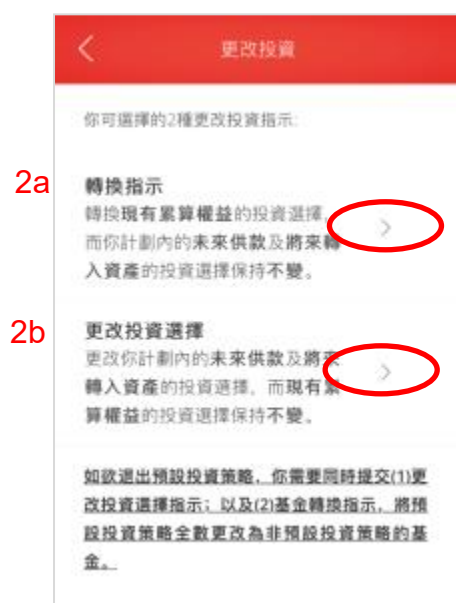 更改投資
你可選擇的2種更改投資指示:
2a
轉換指示
轉換現有累算權益的投資選擇，
而你計劃內的未來供款及將來轉
入資產的投資選擇保持不變。
2b
更改投資選擇
更改你計劃內的未來供款及將來
轉入資產的投資選擇，而現有累
算權益的投資選擇保持不變。
如欲退出預設投資策略，你需要同時提交(1)更
改投資選擇指示；以及(2)基金轉換指示，將預
設投資策略全數更改為非預設投資策略的基
金。